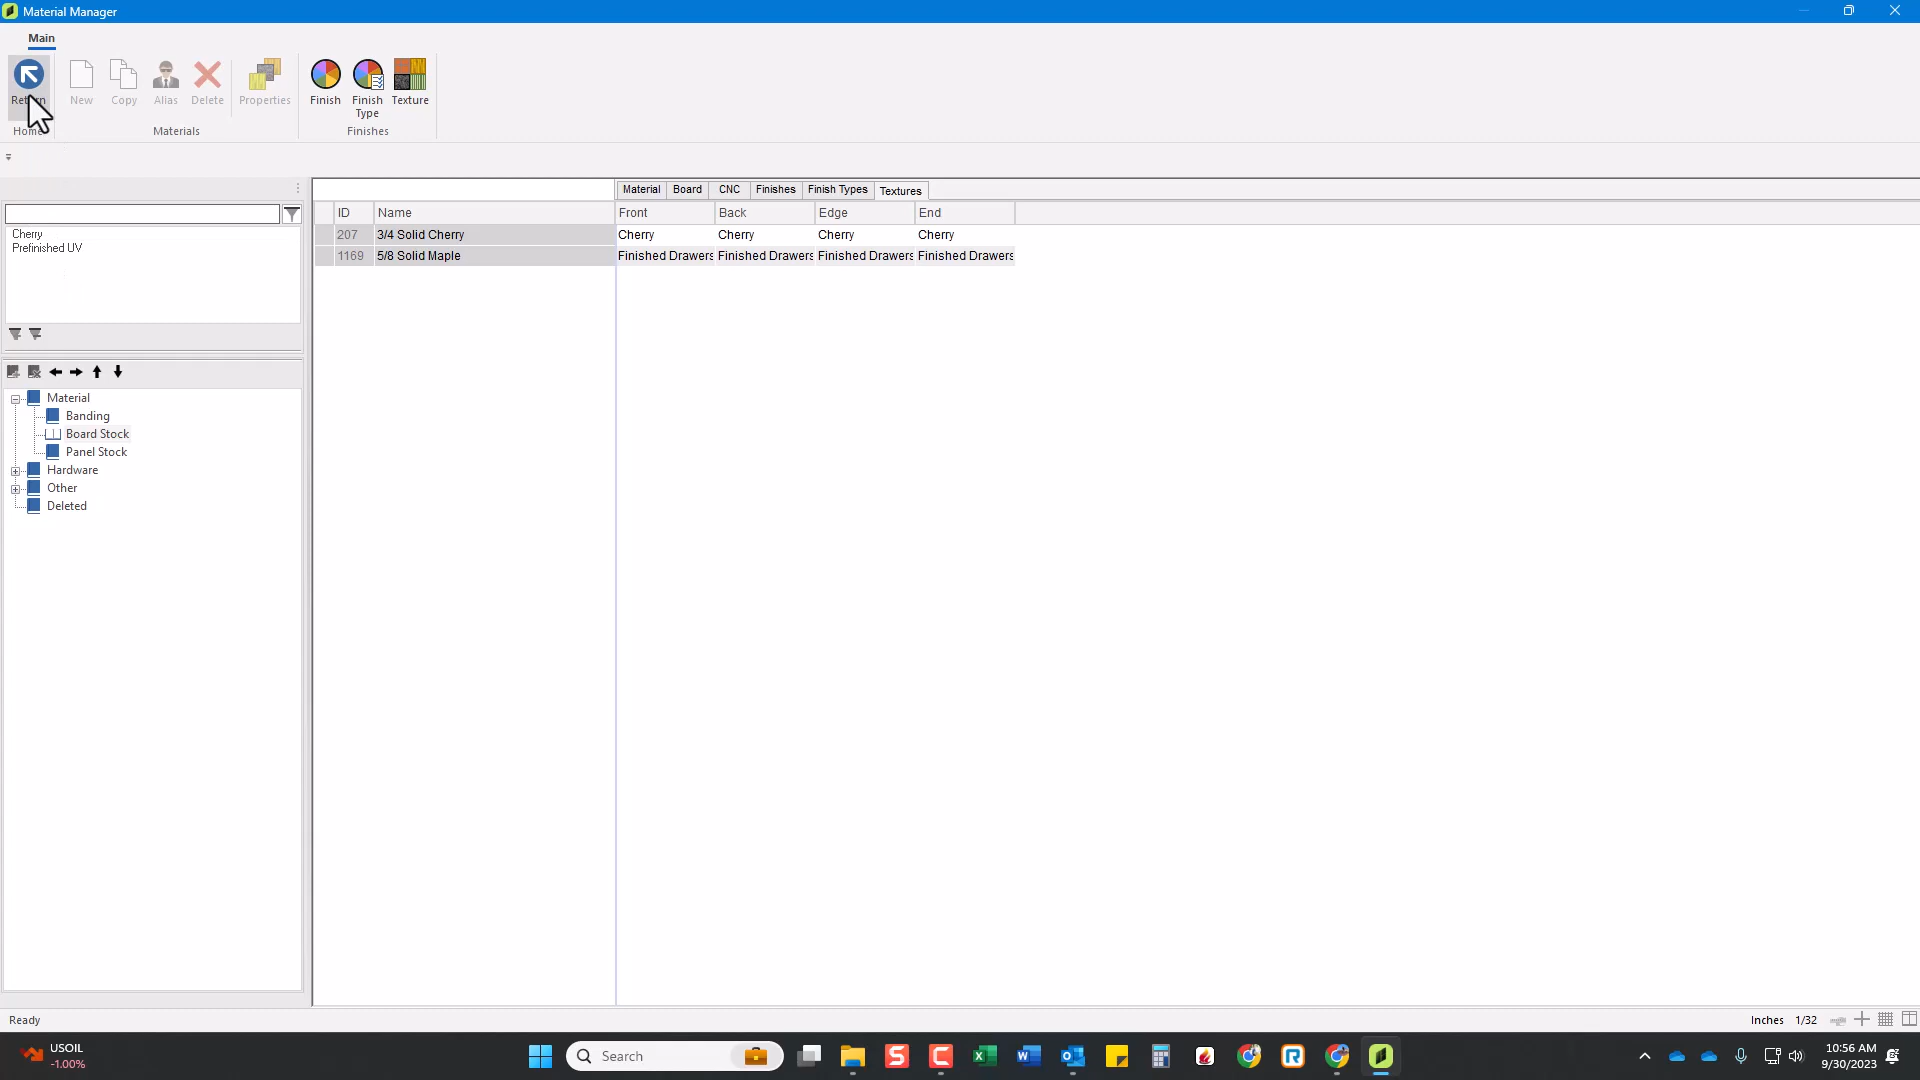 Material Manager
Main
Return
New
Copy
Alias
Delete
Properties
Finish
Finish
Type
Texture
Home
Materials
Finishes
Cherry
Prefinished UV
Material
Banding
Board Stock
Panel Stock
Hardware
Other
Deleted
Material Board CNC Finishes Finish Types Textures
ID Name Front Back Edge End
207 3/4 Solid Cherry Cherry Cherry Cherry Cherry
1169 5/8 Solid Maple Finished Drawers Finished Drawers Finished Drawers Finished Drawers
Ready
Inches 1/32
USOIL
-1.00%
Search
10:56 AM
9/30/2023